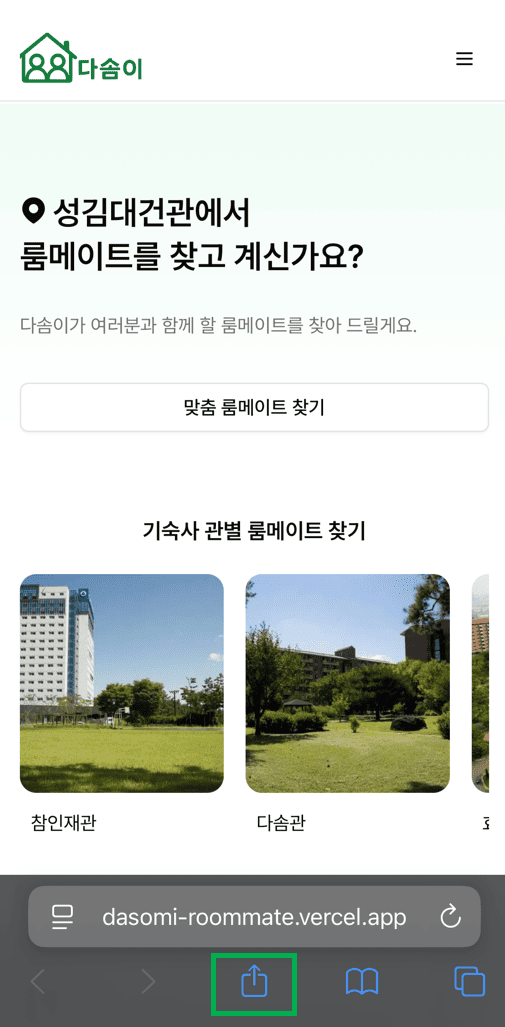 다솜이
성김대건관에서
룸메이트를 찾고 계신가요?
다솜이가 여러분과 함께 할 룸메이트를 찾아 드릴게요.
맞춤 룸메이트 찾기
기숙사 관별 룸메이트 찾기
참인재관
다솜관
dasomi-roommate.vercel.app